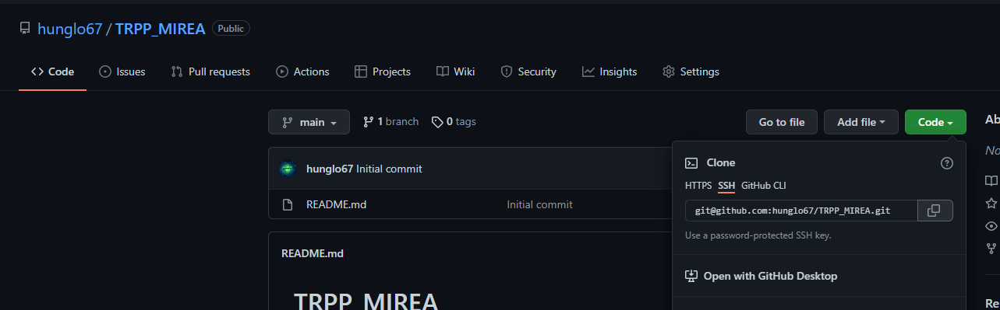 hunglo67 / TRPP_MIREA Public
Code Issues Pull requests Actions Projects Wiki Security Insights Settings
main 1 branch 0 tags Go to file Add file Code
hunglo67 Initial commit
README.md Initial commit
README.md
TRPP_MIREA
Clone
HTTPS SSH GitHub CLI
git@github.com:hunglo67/TRPP_MIREA.git
Use a password-protected SSH key.
Open with GitHub Desktop
Ab
No
Re